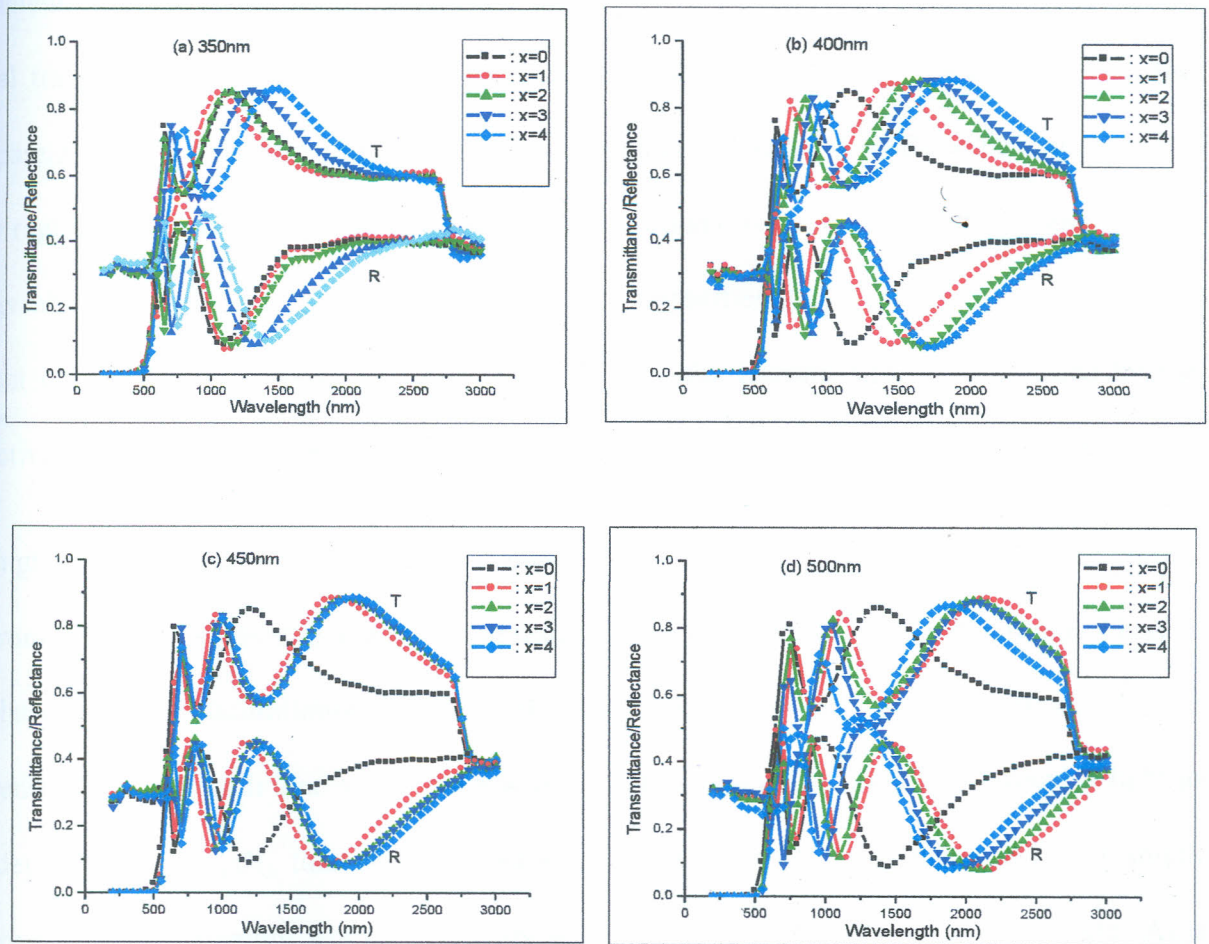 (a) 350nm
: x=0
: x=1
: x=2
: x=3
: x=4
T
R
Transmittance/Reflectance
1.0
0.8
0.6
0.4
0.2
0.0
0 500 1000 1500 2000 2500 3000
Wavelength (nm)
(b) 400nm
: x=0
: x=1
: x=2
: x=3
: x=4
T
R
Transmittance/Reflectance
1.0
0.8
0.6
0.4
0.2
0.0
0 500 1000 1500 2000 2500 3000
Wavelength (nm)
(c) 450nm
: x=0
: x=1
: x=2
: x=3
: x=4
T
R
Transmittance/Reflectance
1.0
0.8
0.6
0.4
0.2
0.0
0 500 1000 1500 2000 2500 3000
Wavelength (nm)
(d) 500nm
: x=0
: x=1
: x=2
: x=3
: x=4
T
R
Transmittance/Reflectance
1.0
0.8
0.6
0.4
0.2
0.0
0 500 1000 1500 2000 2500 3000
Wavelength (nm)